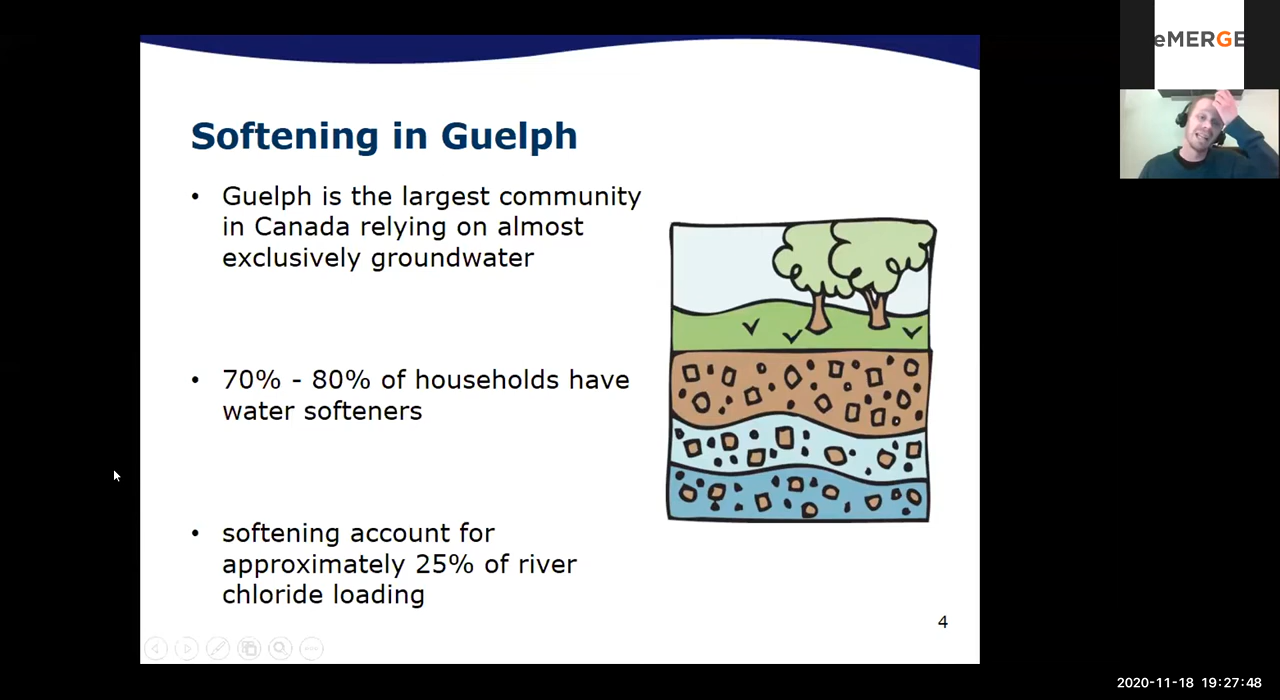 eMERGE
Softening in Guelph
• Guelph is the largest community
in Canada relying on almost
exclusively groundwater
• 70% - 80% of households have
water softeners
• softening account for
approximately 25% of river
chloride loading
4
2020-11-18 19:27:48